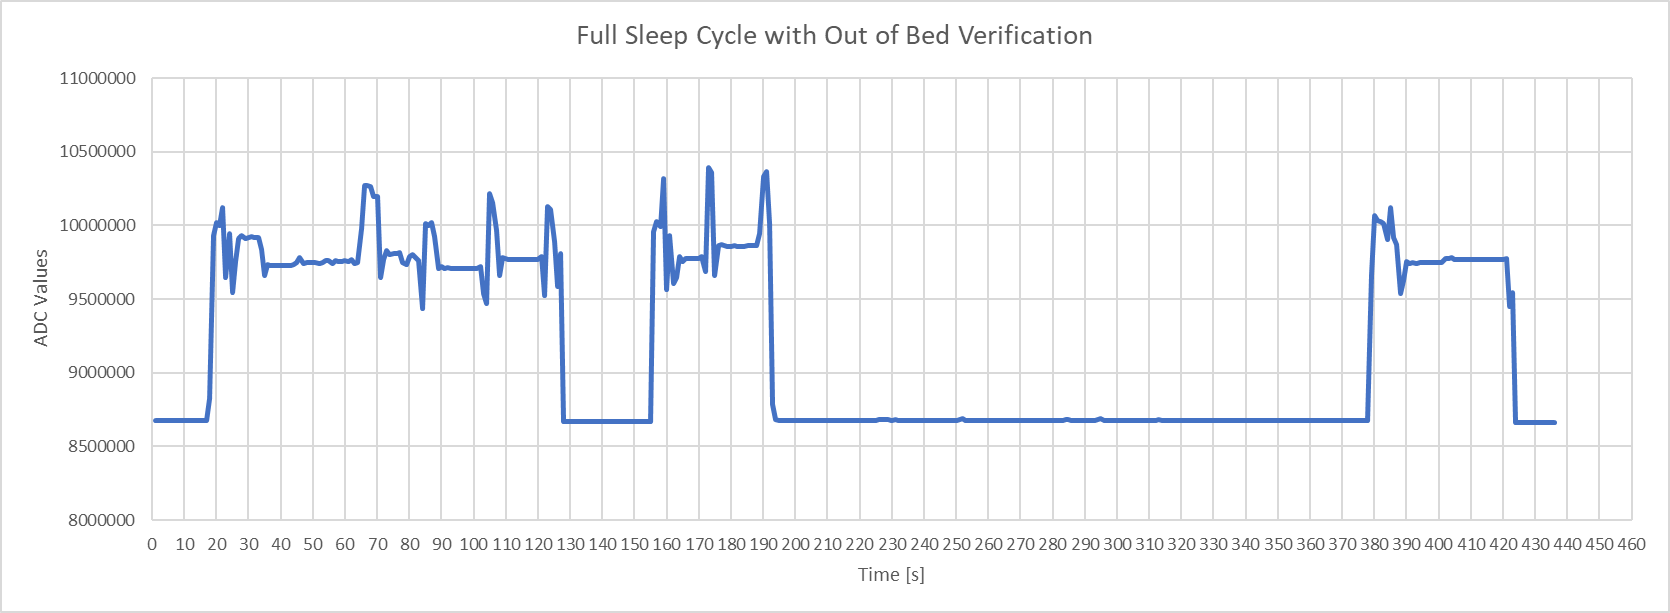 Full Sleep Cycle with Out of Bed Verification
11000000
10500000
10000000
9500000
9000000
8500000
8000000
ADC Values
0 10 20 30 40 50 60 70 80 90 100 110 120 130 140 150 160 170 180 190 200 210 220 230 240 250 260 270 280 290 300 310 320 330 340 350 360 370 380 390 400 410 420 430 440 450 460
Time [s]